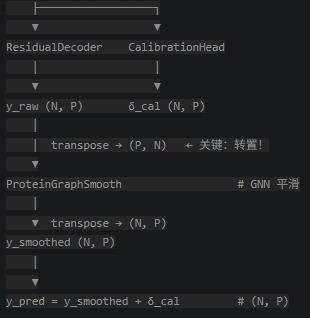 ResidualDecoder CalibrationHead
y_raw (N, P) δ_cal (N, P)
transpose → (P, N) ← 关键：转置！
ProteinGraphSmooth # GNN 平滑
transpose → (N, P)
y_smoothed (N, P)
y_pred = y_smoothed + δ_cal # (N, P)